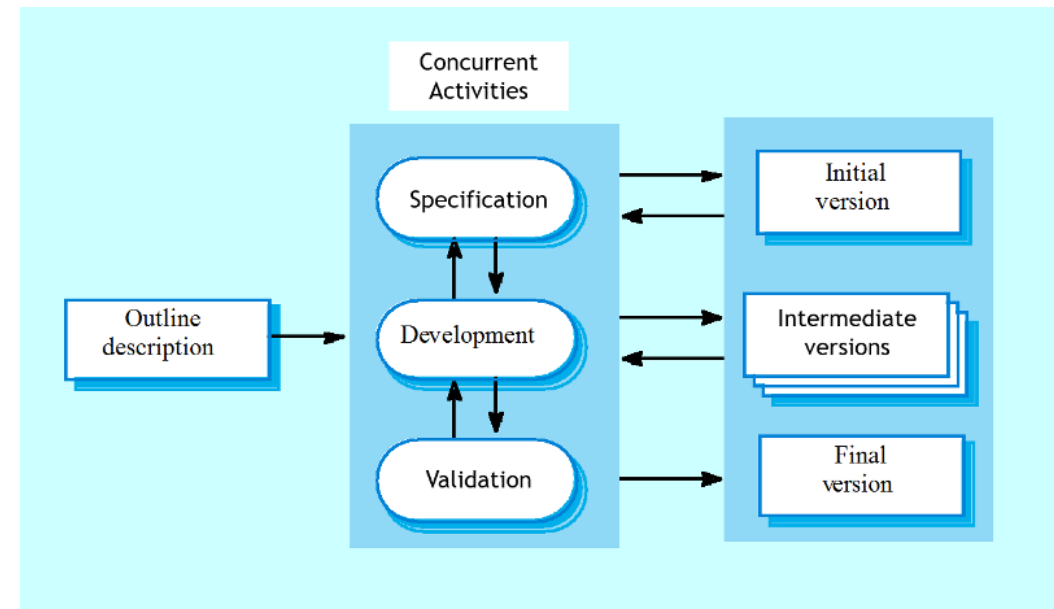 Concurrent
Activities
Specification
Initial
version
Outline
description
Development
Intermediate
versions
Validation
Final
version